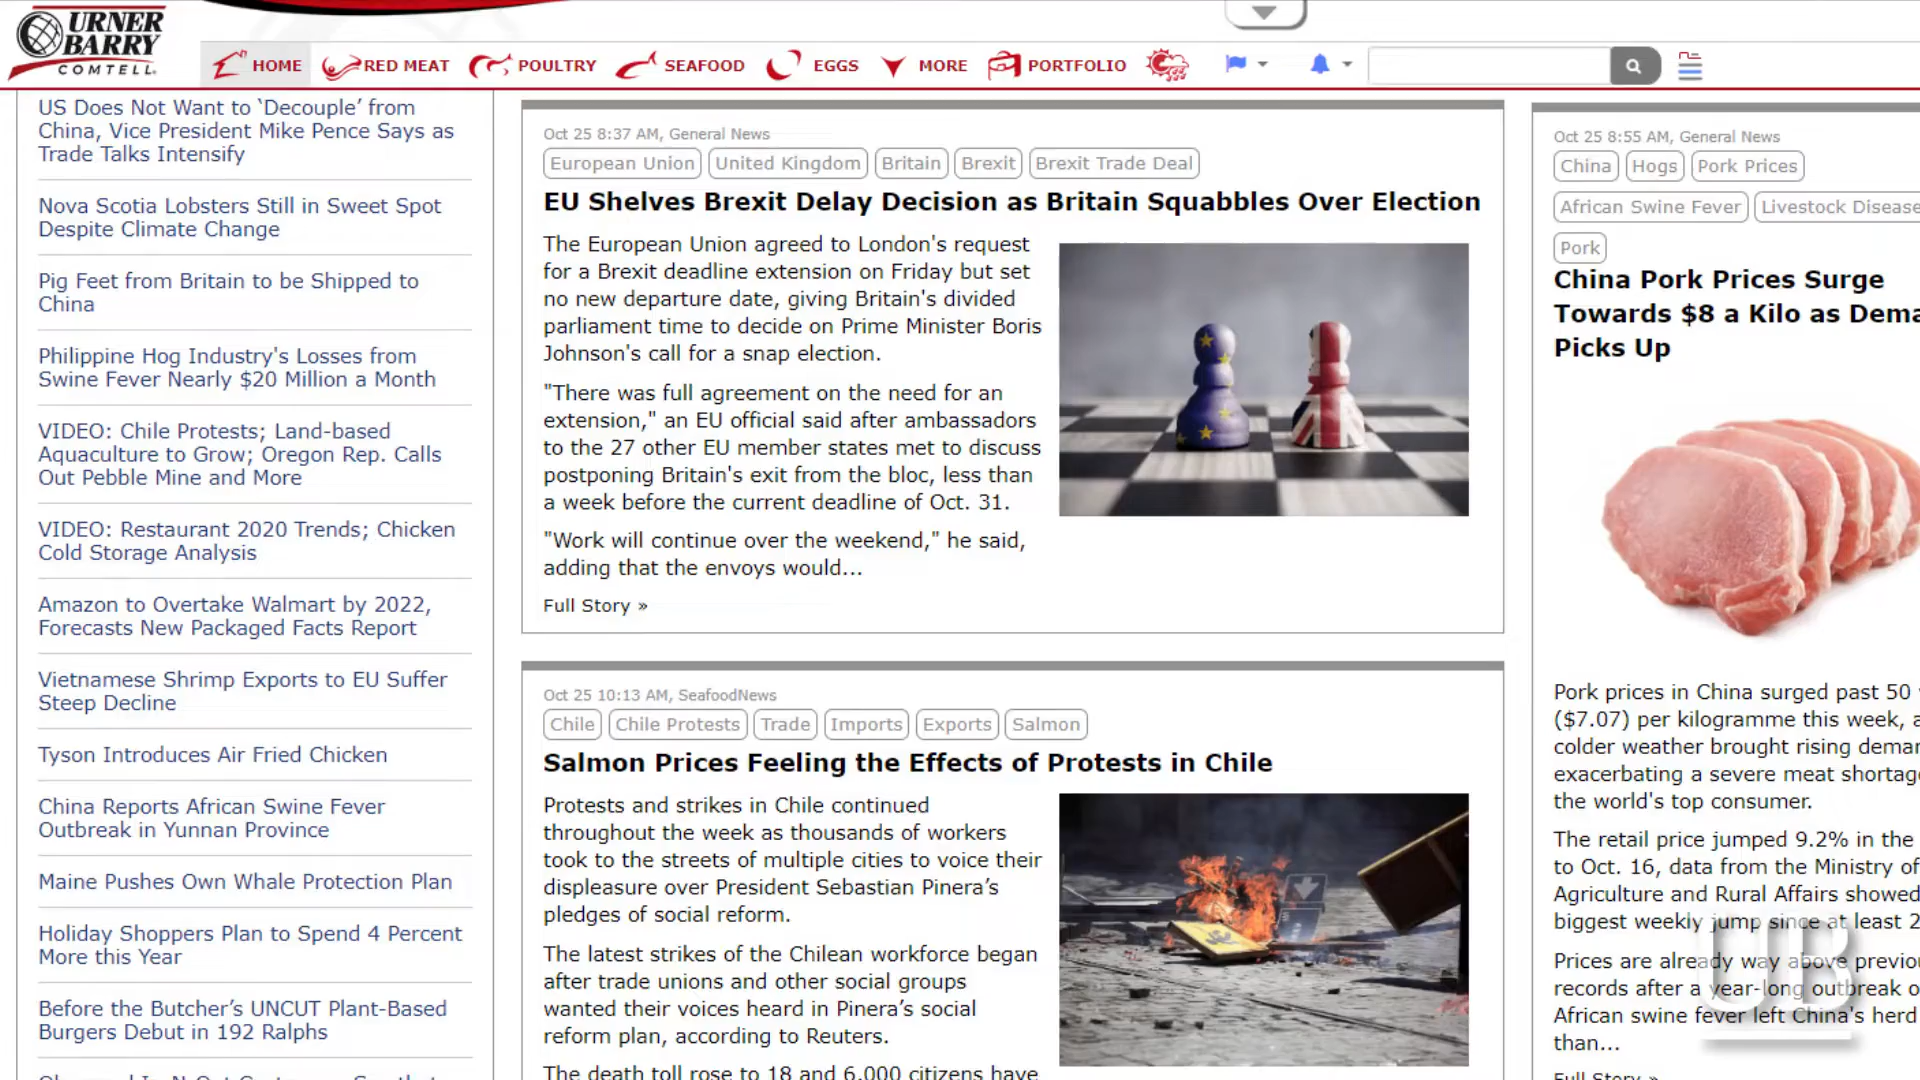 URNER
BARRY
COMTELL
HOME
RED MEAT
POULTRY
SEAFOOD
EGGS
MORE
PORTFOLIO
US Does Not Want to ‘Decouple’ from
China, Vice President Mike Pence Says as
Trade Talks Intensify
Nova Scotia Lobsters Still in Sweet Spot
Despite Climate Change
Pig Feet from Britain to be Shipped to
China
Philippine Hog Industry's Losses from
Swine Fever Nearly $20 Million a Month
VIDEO: Chile Protests; Land-based
Aquaculture to Grow; Oregon Rep. Calls
Out Pebble Mine and More
VIDEO: Restaurant 2020 Trends; Chicken
Cold Storage Analysis
Amazon to Overtake Walmart by 2022,
Forecasts New Packaged Facts Report
Vietnamese Shrimp Exports to EU Suffer
Steep Decline
Tyson Introduces Air Fried Chicken
China Reports African Swine Fever
Outbreak in Yunnan Province
Maine Pushes Own Whale Protection Plan
Holiday Shoppers Plan to Spend 4 Percent
More this Year
Before the Butcher’s UNCUT Plant-Based
Burgers Debut in 192 Ralphs
Oct 25 8:37 AM, General News
European Union United Kingdom Britain Brexit Brexit Trade Deal
EU Shelves Brexit Delay Decision as Britain Squabbles Over Election
The European Union agreed to London's request
for a Brexit deadline extension on Friday but set
no new departure date, giving Britain's divided
parliament time to decide on Prime Minister Boris
Johnson's call for a snap election.
"There was full agreement on the need for an
extension," an EU official said after ambassadors
to the 27 other EU member states met to discuss
postponing Britain's exit from the bloc, less than
a week before the current deadline of Oct. 31.
"Work will continue over the weekend," he said,
adding that the envoys would...
Full Story »
Oct 25 10:13 AM, SeafoodNews
Chile Chile Protests Trade Imports Exports Salmon
Salmon Prices Feeling the Effects of Protests in Chile
Protests and strikes in Chile continued
throughout the week as thousands of workers
took to the streets of multiple cities to voice their
displeasure over President Sebastian Pinera’s
pledges of social reform.
The latest strikes of the Chilean workforce began
after trade unions and other social groups
wanted their voices heard in Pinera’s social
reform plan, according to Reuters.
The death toll rose to 18 and 6,000 citizens have
Oct 25 8:55 AM, General News
China Hogs Pork Prices
African Swine Fever Livestock Disease
Pork
China Pork Prices Surge
Towards $8 a Kilo as Dema
Picks Up
Pork prices in China surged past 50
($7.07) per kilogramme this week, a
colder weather brought rising deman
exacerbating a severe meat shortag
the world's top consumer.
The retail price jumped 9.2% in the
to Oct. 16, data from the Ministry of
Agriculture and Rural Affairs showed
biggest weekly jump since at least 2
Prices are already way above previou
records after a year-long outbreak o
African swine fever left China's herd
than...
Full Story »
UB